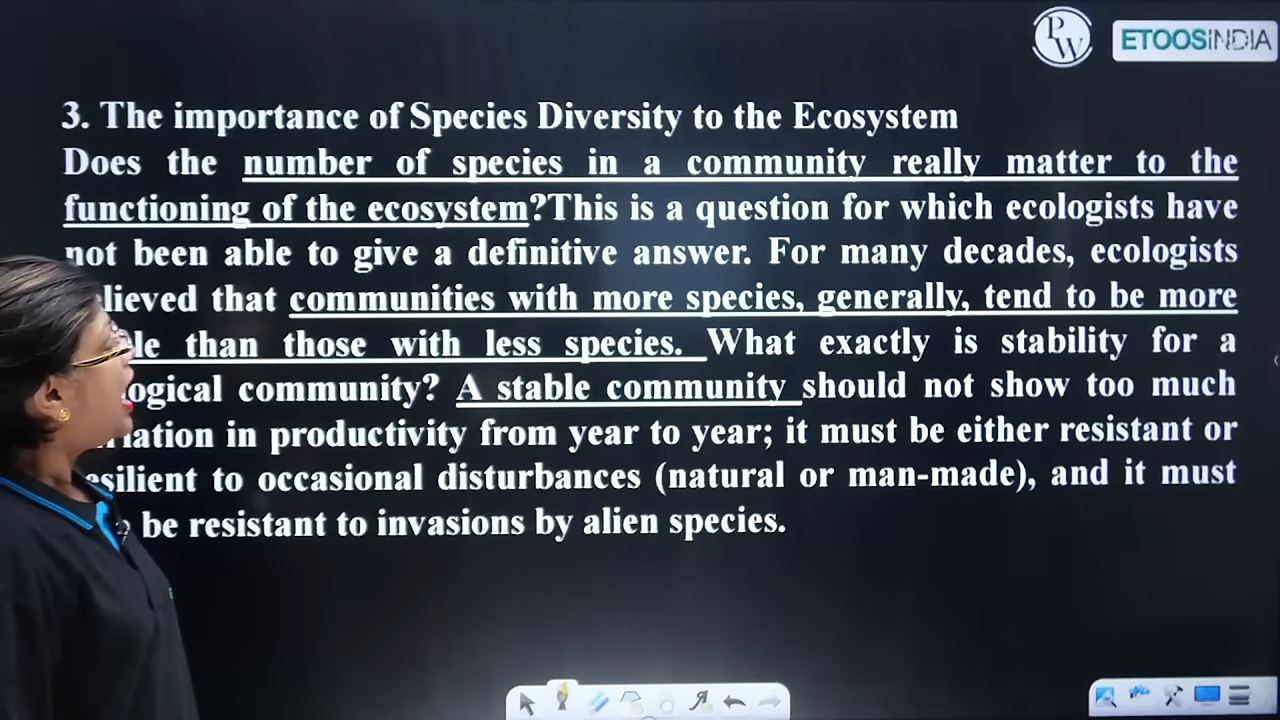 PW
ETOOSINDIA
3. The importance of Species Diversity to the Ecosystem
Does the number of species in a community really matter to the
functioning of the ecosystem?This is a question for which ecologists have
not been able to give a definitive answer. For many decades, ecologists
lieved that communities with more species, generally, tend to be more
le than those with less species. What exactly is stability for a
ogical community? A stable community should not show too much
iation in productivity from year to year; it must be either resistant or
esilient to occasional disturbances (natural or man-made), and it must
be resistant to invasions by alien species.